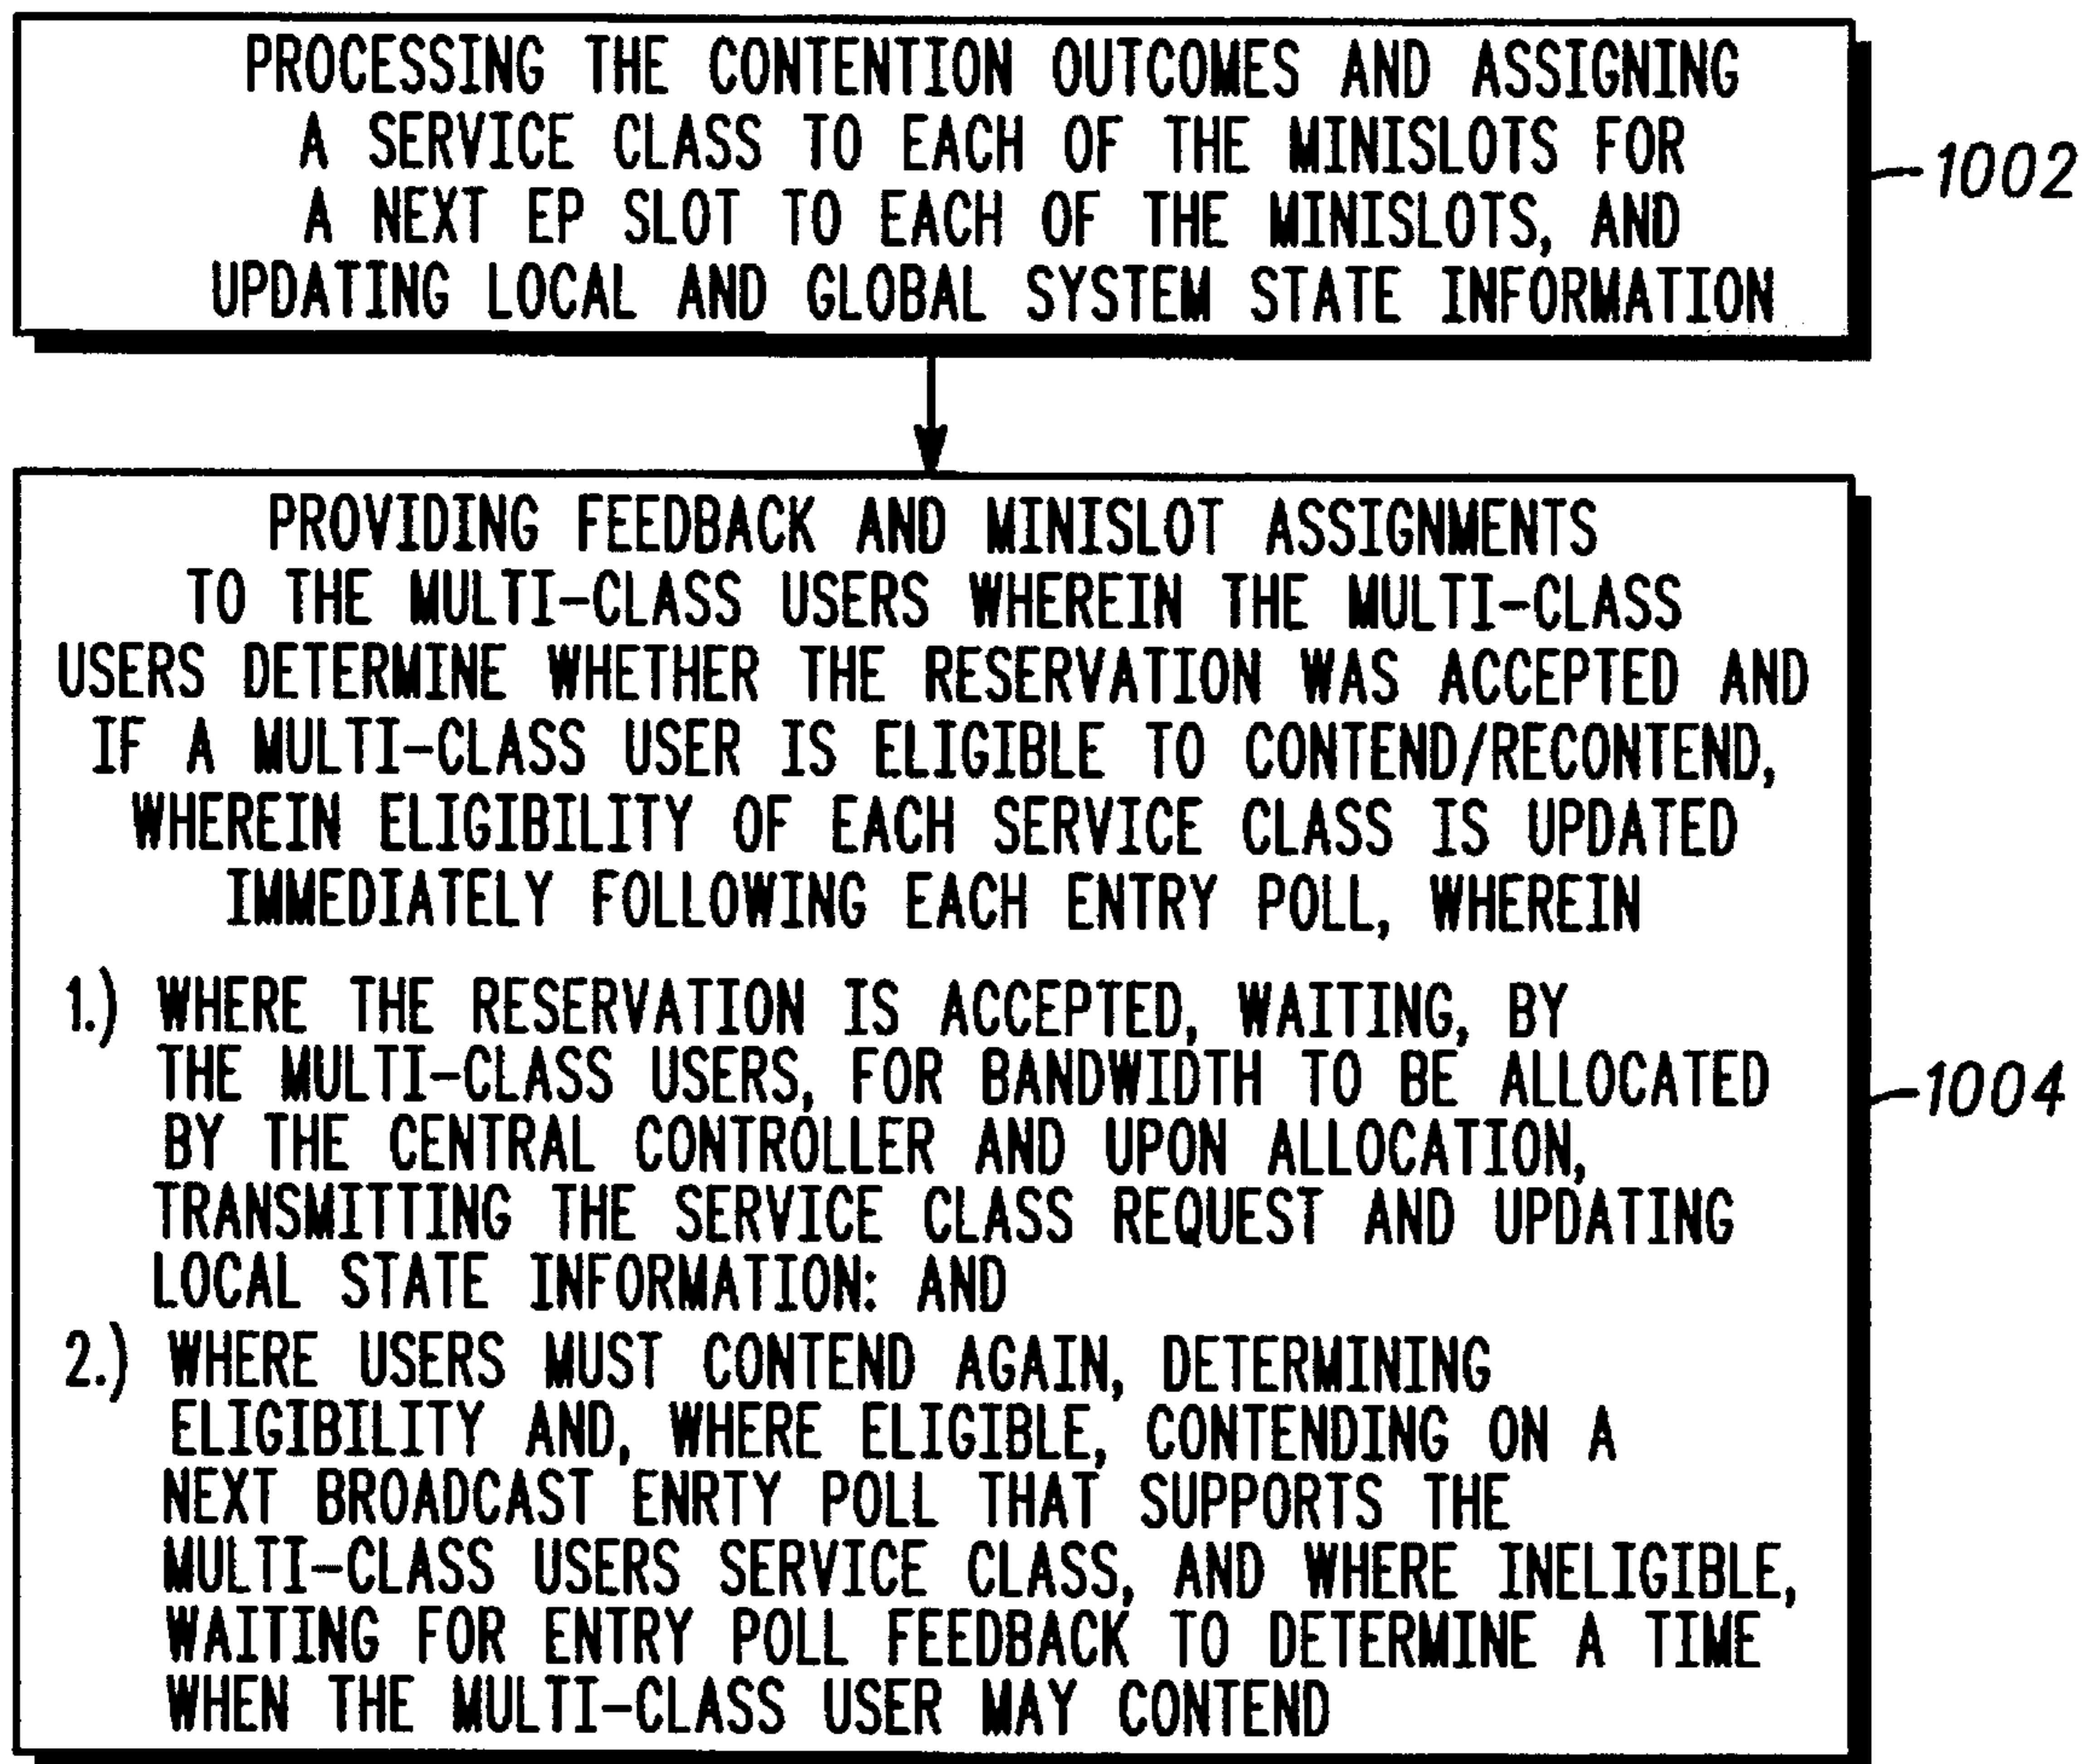 PROCESSING THE CONTENTION OUTCOMES AND ASSIGNING
A SERVICE CLASS TO EACH OF THE MINISLOTS FOR
A NEXT EP SLOT TO EACH OF THE MINISLOTS, AND
UPDATING LOCAL AND GLOBAL SYSTEM STATE INFORMATION
1002
PROVIDING FEEDBACK AND MINISLOT ASSIGNMENTS
TO THE MULTI-CLASS USERS WHEREIN THE MULTI-CLASS
USERS DETERMINE WHETHER THE RESERVATION WAS ACCEPTED AND
IF A MULTI-CLASS USER IS ELIGIBLE TO CONTEND/RECONTEND,
WHEREIN ELIGIBILITY OF EACH SERVICE CLASS IS UPDATED
IMMEDIATELY FOLLOWING EACH ENTRY POLL, WHEREIN
1.) WHERE THE RESERVATION IS ACCEPTED, WAITING, BY
THE MULTI-CLASS USERS, FOR BANDWIDTH TO BE ALLOCATED
BY THE CENTRAL CONTROLLER AND UPON ALLOCATION,
TRANSMITTING THE SERVICE CLASS REQUEST AND UPDATING
LOCAL STATE INFORMATION: AND
2.) WHERE USERS MUST CONTEND AGAIN, DETERMINING
ELIGIBILITY AND, WHERE ELIGIBLE, CONTENDING ON A
NEXT BROADCAST ENRTY POLL THAT SUPPORTS THE
MULTI-CLASS USERS SERVICE CLASS, AND WHERE INELIGIBLE,
WAITING FOR ENTRY POLL FEEDBACK TO DETERMINE A TIME
WHEN THE MULTI-CLASS USER MAY CONTEND
1004